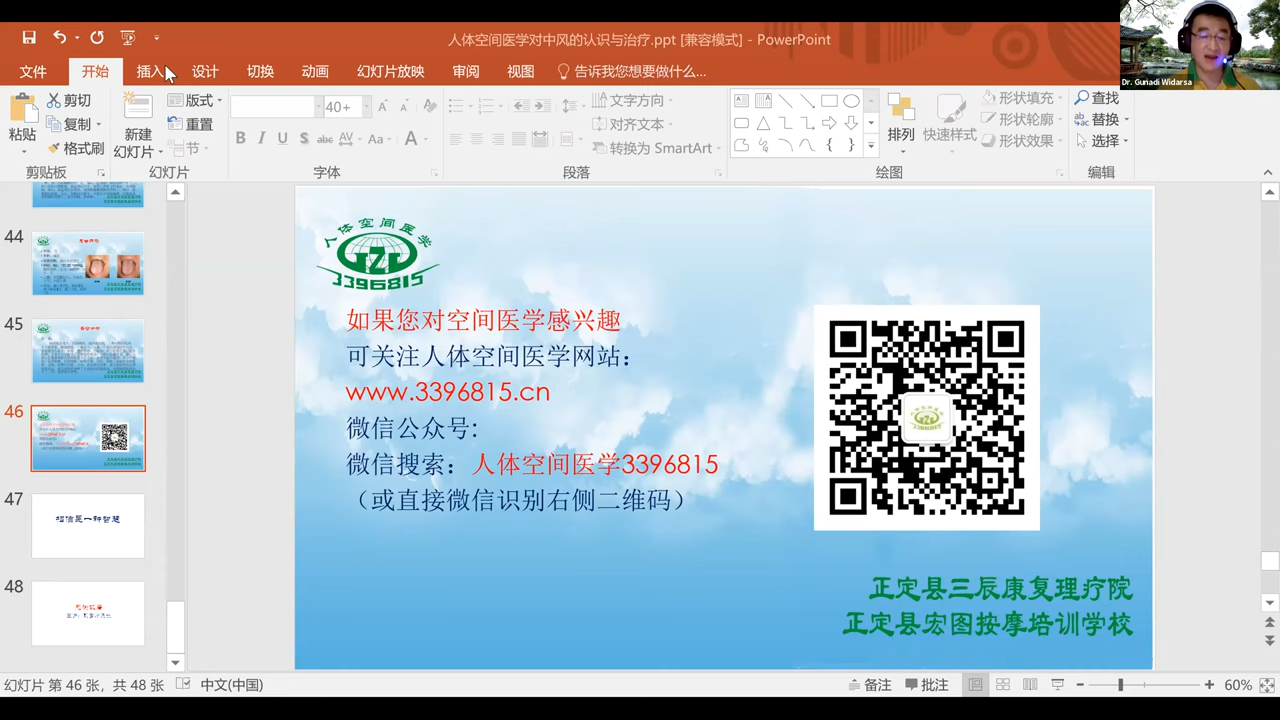 人体空间医学对中风的认识与治疗.ppt [兼容模式] - PowerPoint
Dr. Gunadi Widarsa
文件 开始 插入 设计 切换 动画 幻灯片放映 审阅 视图 告诉我您想要做什么...
粘贴 剪切 复制 格式刷 剪贴板
新建 幻灯片 版式 重置 节 幻灯片
40+ B I U S abc AV Aa A 字体
文字方向 对齐文本 转换为 SmartArt 段落
排列 快速样式 形状填充 形状轮廓 形状效果 绘图
查找 替换 选择 编辑
44
45
46
47
相信是一种智慧
48
人体空间医学
3396815
如果您对空间医学感兴趣
可关注人体空间医学网站：
www.3396815.cn
微信公众号:
微信搜索：人体空间医学3396815
（或直接微信识别右侧二维码）
正定县三辰康复理疗院
正定县宏图按摩培训学校
幻灯片 第 46 张，共 48 张 中文(中国) 备注 批注 60%